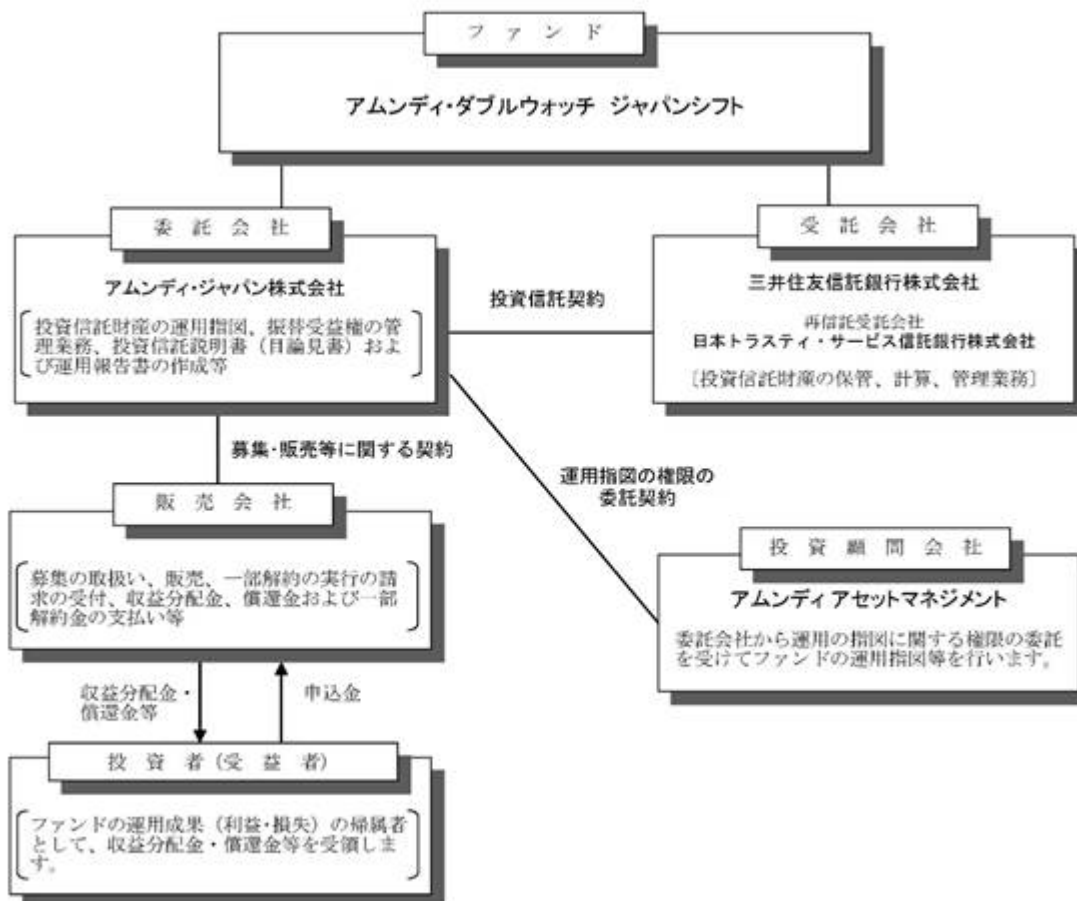 ファンド
アムンディ・ダブルウォッチ ジャパンシフト
委託会社
アムンディ・ジャパン株式会社
投資信託財産の運用指図、振替受益権の管
理業務、投資信託説明書（目論見書）およ
び運用報告書の作成等
投資信託契約
受託会社
三井住友信託銀行株式会社
再信託受託会社
日本トラスティ・サービス信託銀行株式会社
［投資信託財産の保管、計算、管理業務］
募集・販売等に関する契約
運用指図の権限の
委託契約
販売会社
募集の取扱い、販売、一部解約の実行の請
求の受付、収益分配金、償還金および一部
解約金の支払い等
投資顧問会社
アムンディ アセットマネジメント
委託会社から運用の指図に関する権限の委託
を受けてファンドの運用指図等を行います。
収益分配金・
償還金等
申込金
投資者（受益者）
ファンドの運用成果（利益・損失）の帰属者
として、収益分配金・償還金等を受領しま
す。